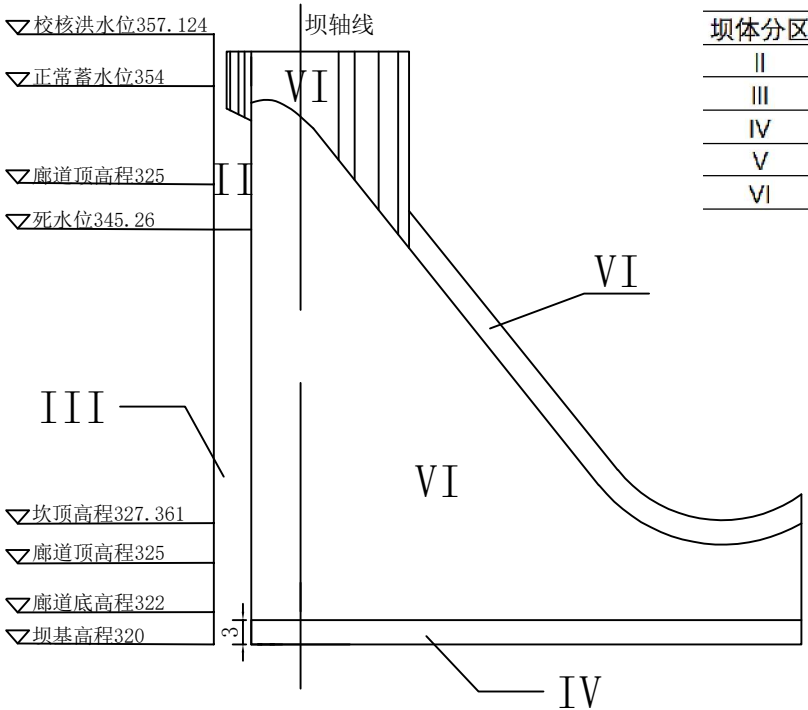 校核洪水位357.124
坝轴线
坝体分区
正常蓄水位354
VI
II
III
IV
V
VI
廊道顶高程325
II
死水位345.26
VI
III
VI
坎顶高程327.361
廊道顶高程325
廊道底高程322
3
坝基高程320
IV